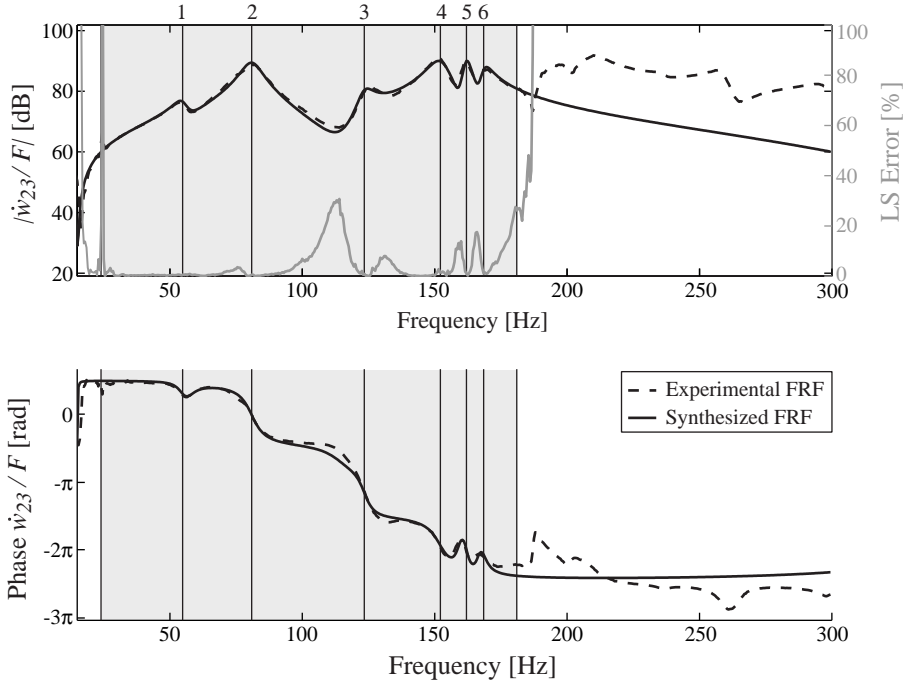 1 2 3 4 5 6
100 100
80 80
60 60
40 40
20 20
0
|ẇ23 / F| [dB]
LS Error [%]
50 100 150 200 250 300
Frequency [Hz]
Experimental FRF
Synthesized FRF
0
-π
-2π
-3π
Phase ẇ23 / F [rad]
50 100 150 200 250 300
Frequency [Hz]